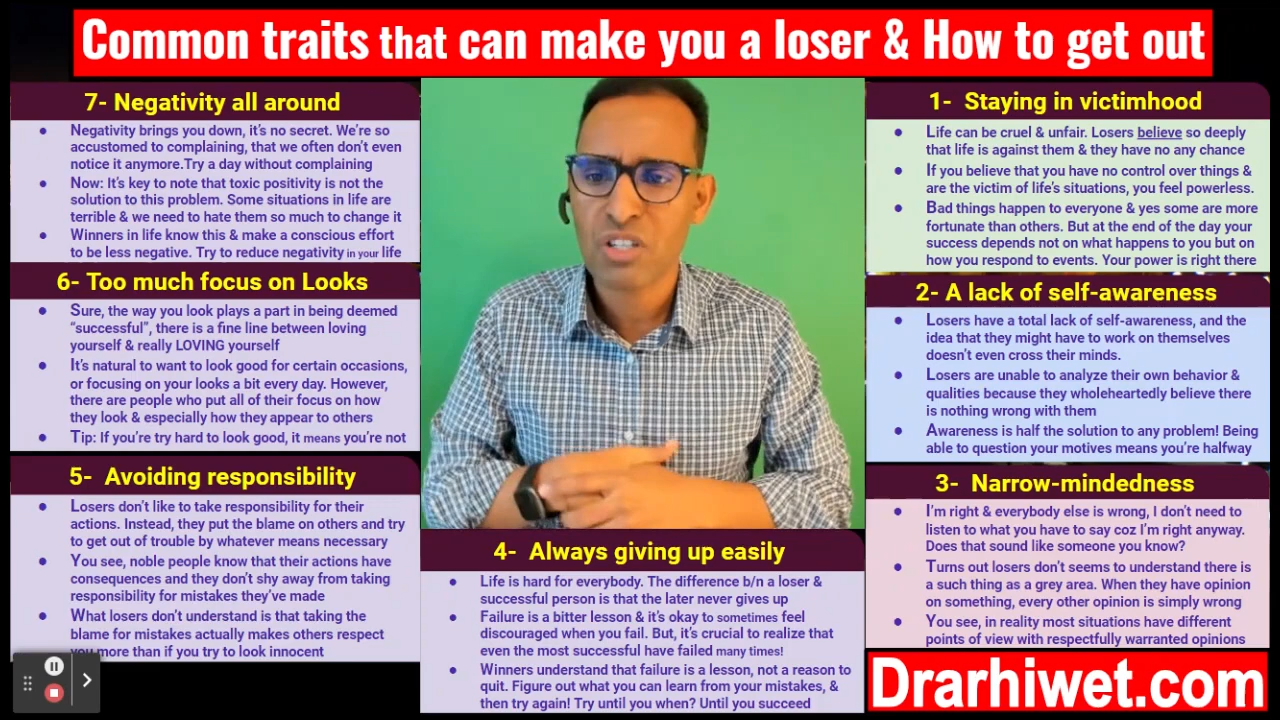 Common traits that can make you a loser & How to get out
1- Staying in victimhood
● Life can be cruel & unfair. Losers believe so deeply
that life is against them & they have no any chance
● If you believe that you have no control over things &
are the victim of life's situations, you feel powerless.
● Bad things happen to everyone & yes some are more
fortunate than others. But at the end of the day your
success depends not on what happens to you but on
how you respond to events. Your power is right there
2- A lack of self-awareness
● Losers have a total lack of self-awareness, and the
idea that they might have to work on themselves
doesn't even cross their minds.
● Losers are unable to analyze their own behavior &
qualities because they wholeheartedly believe there
is nothing wrong with them
● Awareness is half the solution to any problem! Being
able to question your motives means you're halfway
3- Narrow-mindedness
● I'm right & everybody else is wrong, I don't need to
listen to what you have to say coz I'm right anyway.
Does that sound like someone you know?
● Turns out losers don't seems to understand there is
a such thing as a grey area. When they have opinion
on something, every other opinion is simply wrong
● You see, in reality most situations have different
points of view with respectfully warranted opinions
4- Always giving up easily
● Life is hard for everybody. The difference b/n a loser &
successful person is that the later never gives up
● Failure is a bitter lesson & it's okay to sometimes feel
discouraged when you fail. But, it's crucial to realize that
even the most successful have failed many times!
● Winners understand that failure is a lesson, not a reason to
quit. Figure out what you can learn from your mistakes, &
then try again! Try until you when? Until you succeed
5- Avoiding responsibility
● Losers don't like to take responsibility for their
actions. Instead, they put the blame on others and try
to get out of trouble by whatever means necessary
● You see, noble people know that their actions have
consequences and they don't shy away from taking
responsibility for mistakes they've made
● What losers don't understand is that taking the
blame for mistakes actually makes others respect
you more than if you try to look innocent
6- Too much focus on Looks
● Sure, the way you look plays a part in being deemed
"successful", there is a fine line between loving
yourself & really LOVING yourself
● It's natural to want to look good for certain occasions,
or focusing on your looks a bit every day. However,
there are people who put all of their focus on how
they look & especially how they appear to others
● Tip: If you're try hard to look good, it means you're not
7- Negativity all around
● Negativity brings you down, it's no secret. We're so
accustomed to complaining, that we often don't even
notice it anymore.Try a day without complaining
● Now: It's key to note that toxic positivity is not the
solution to this problem. Some situations in life are
terrible & we need to hate them so much to change it
● Winners in life know this & make a conscious effort
to be less negative. Try to reduce negativity in your life
Drarhiwet.com